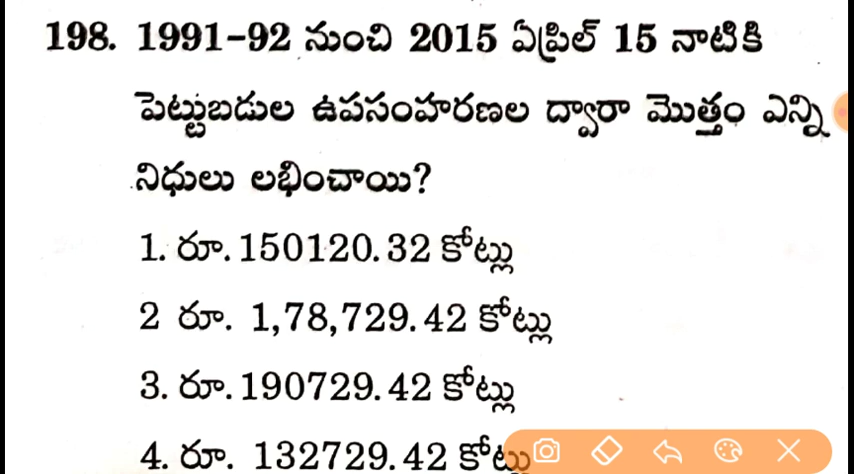 198. 1991-92 నుంచి 2015 ఏప్రిల్ 15 నాటికి
పెట్టుబడుల ఉపసంహరణల ద్వారా మొత్తం ఎన్ని
నిధులు లభించాయి?
1. రూ. 150120.32 కోట్లు
2 రూ. 1,78,729.42 కోట్లు
3. రూ. 190729.42 కోట్లు
4. రూ. 132729.42 కోట్లు